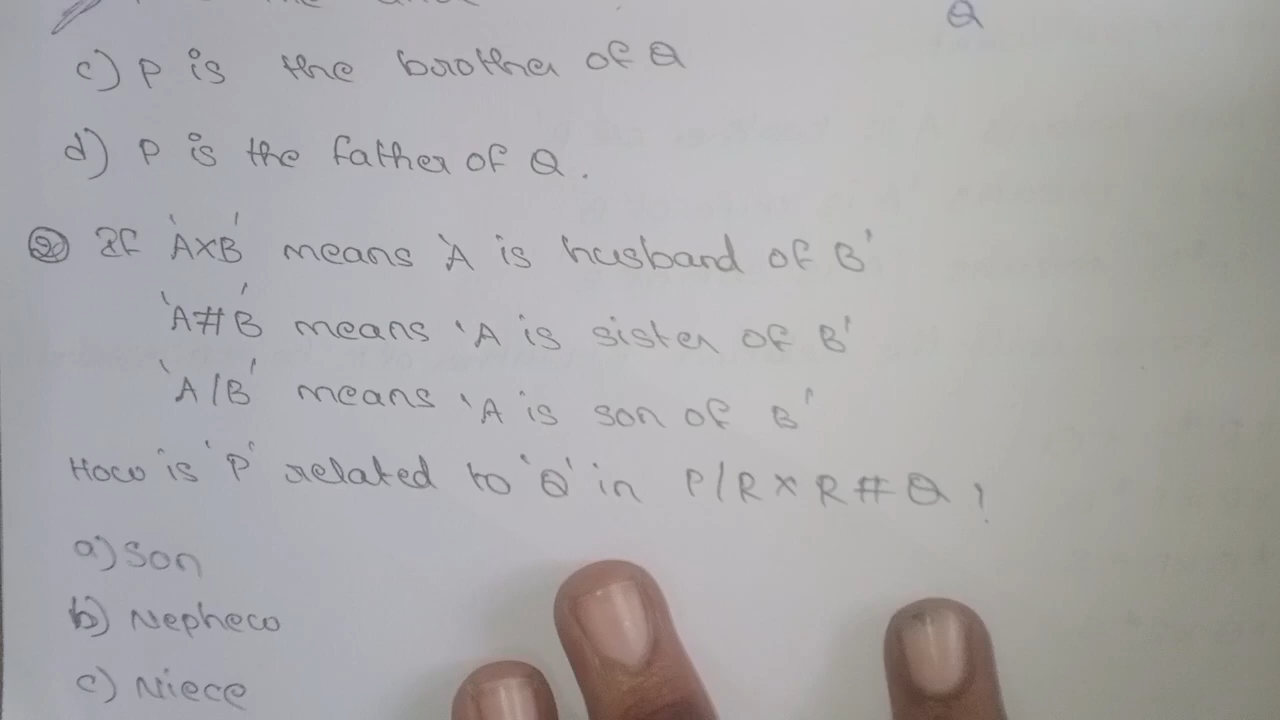 Q
c) P is the brother of Q
d) P is the father of Q.
② If 'A×B' means 'A is husband of B'
'A#B' means 'A is sister of B'
'A/B' means 'A is son of B'
How is 'P' related to 'Q' in P/R×R#Q?
a) Son
b) Nephew
c) Niece